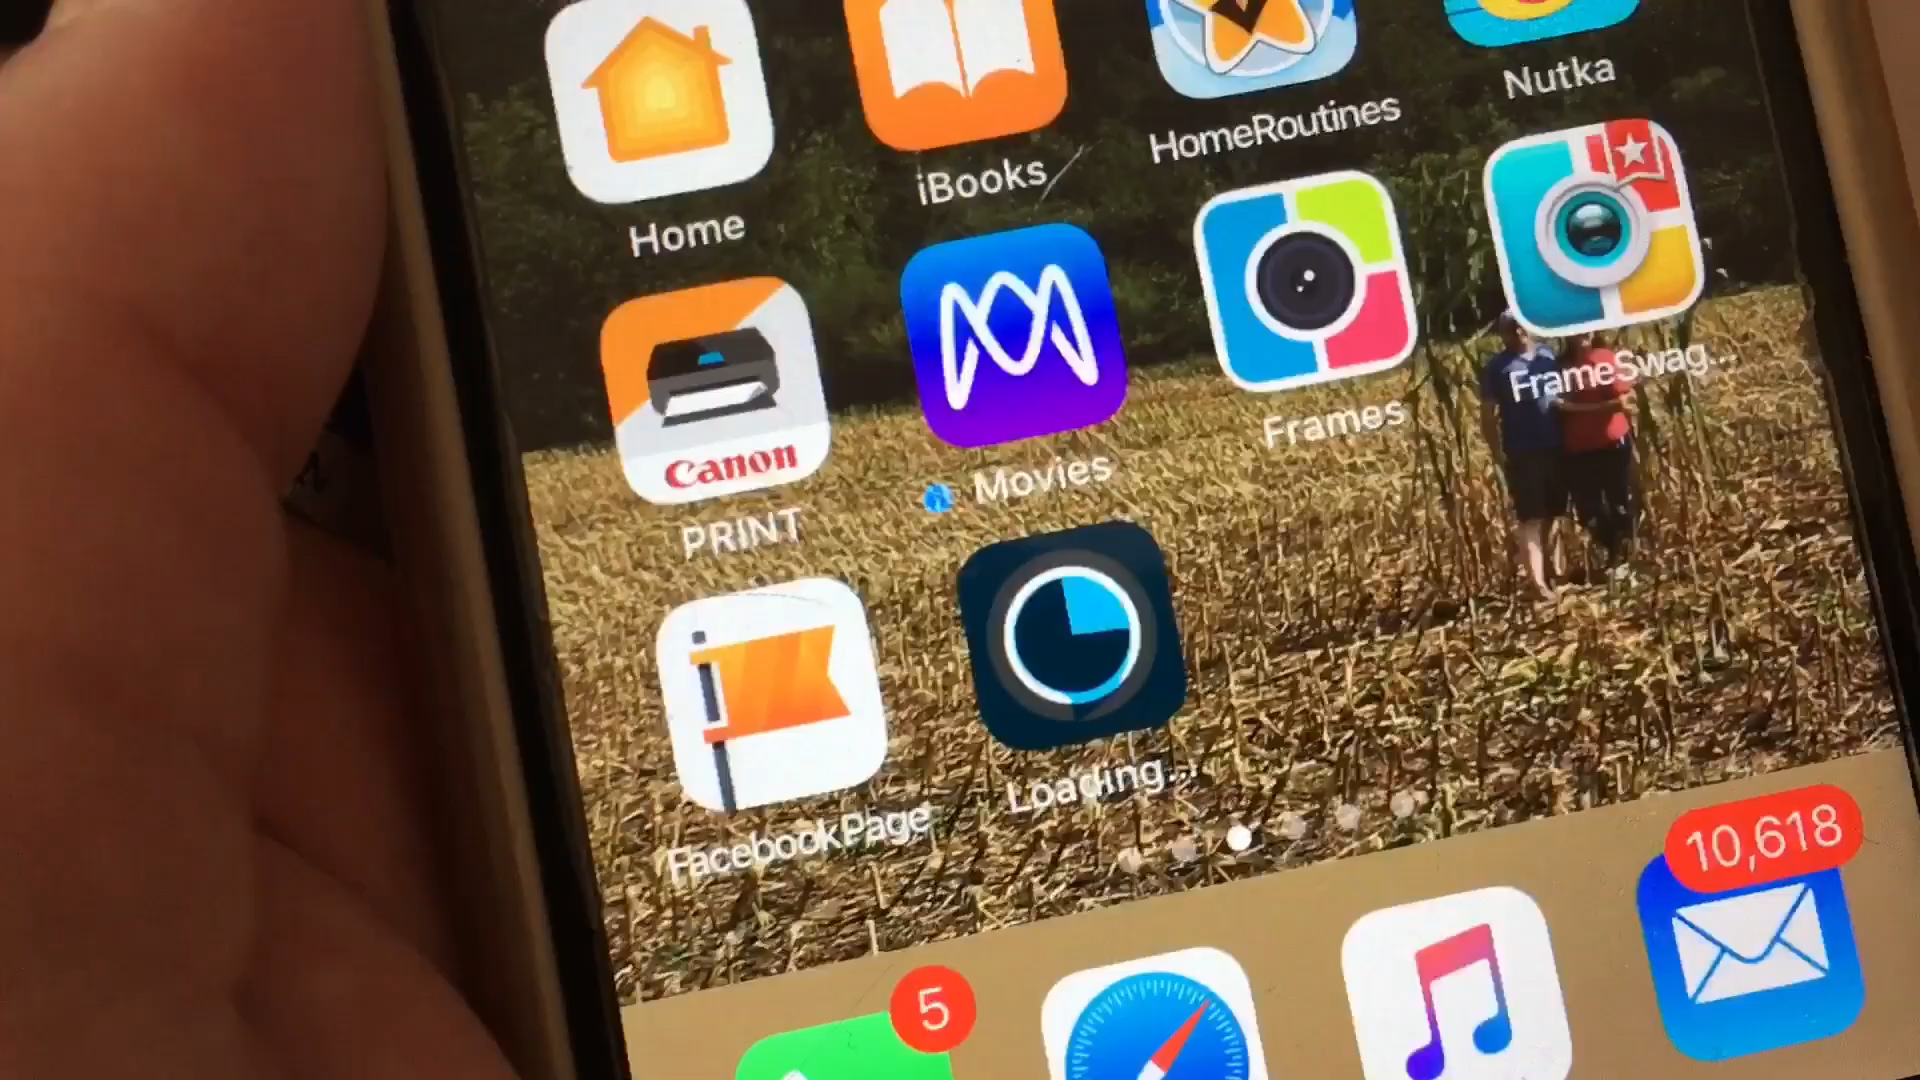 Nutka
HomeRoutines
iBooks
Home
FrameSwag...
Frames
Movies
Canon
PRINT
Loading...
FacebookPage
10,618
5